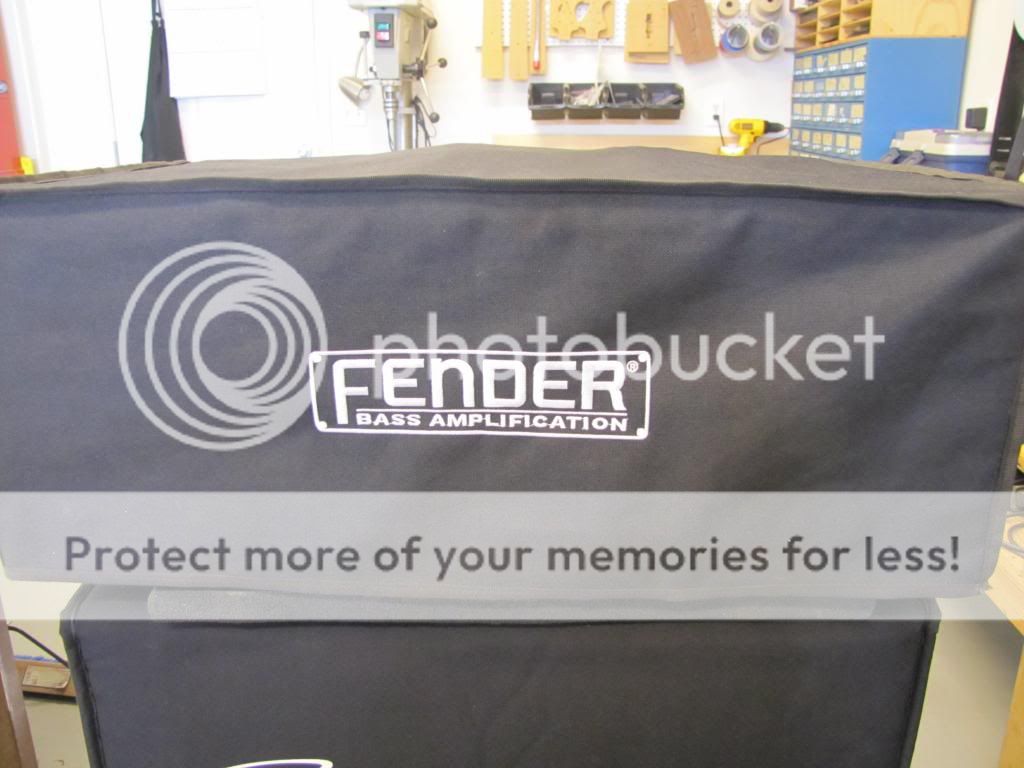 photobucket
FENDER®
BASS AMPLIFICATION
Protect more of your memories for less!